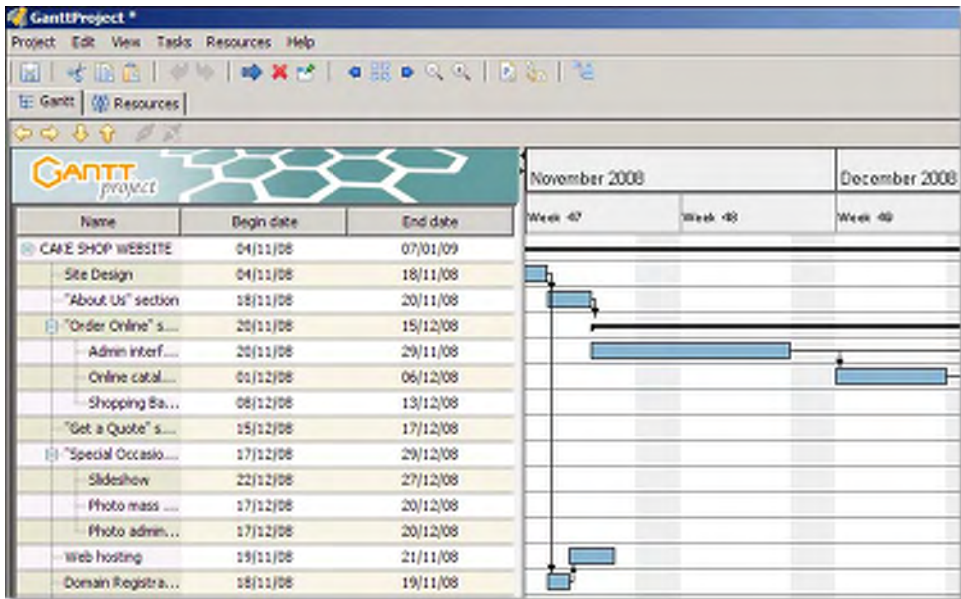 GanttProject *
Project Edit View Tasks Resources Help
Gantt Resources
GANTT
project
November 2008 December 2008
Name Begin date End date Week 47 Week 48 Week 49
CAKE SHOP WEBSITE 04/11/08 07/01/09
Site Design 04/11/08 18/11/08
"About Us" section 18/11/08 20/11/08
"Order Online" s.... 20/11/08 15/12/08
Admin interf.... 20/11/08 29/11/08
Online catal.... 01/12/08 06/12/08
Shopping Ba... 08/12/08 13/12/08
"Get a Quote" s.... 15/12/08 17/12/08
"Special Occasio.... 17/12/08 29/12/08
Slideshow 22/12/08 27/12/08
Photo mass .... 17/12/08 20/12/08
Photo admin... 17/12/08 20/12/08
Web hosting 19/11/08 21/11/08
Domain Registra... 18/11/08 19/11/08